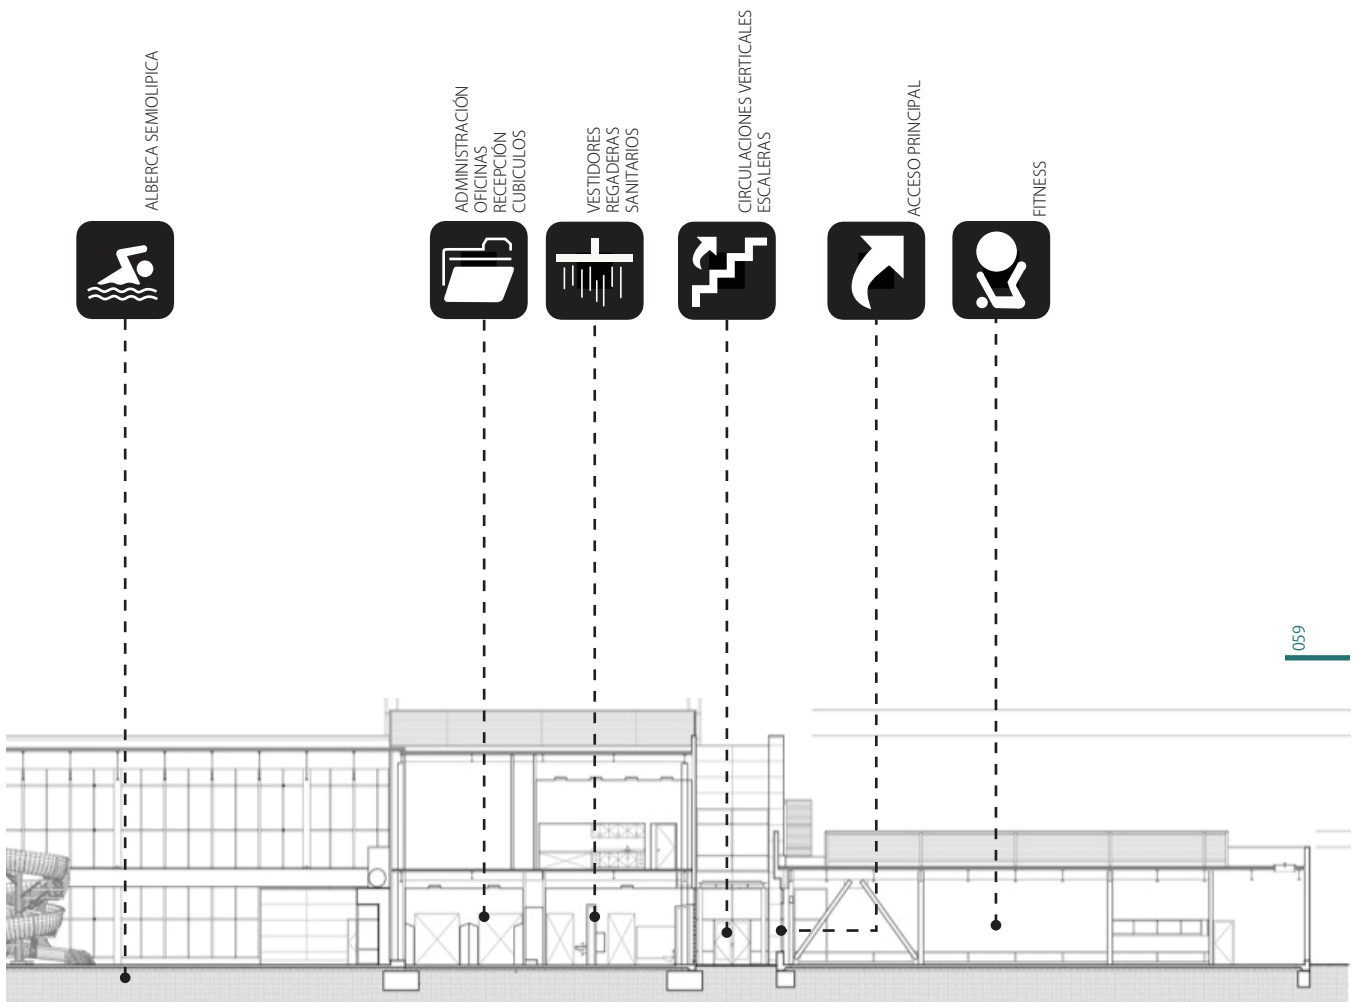 ALBERCA SEMIOLIPICA
ADMINISTRACIÓN
OFICINAS
RECEPCIÓN
CUBICULOS
VESTIDORES
REGADERAS
SANITARIOS
CIRCULACIONES VERTICALES
ESCALERAS
ACCESO PRINCIPAL
FITNESS
059